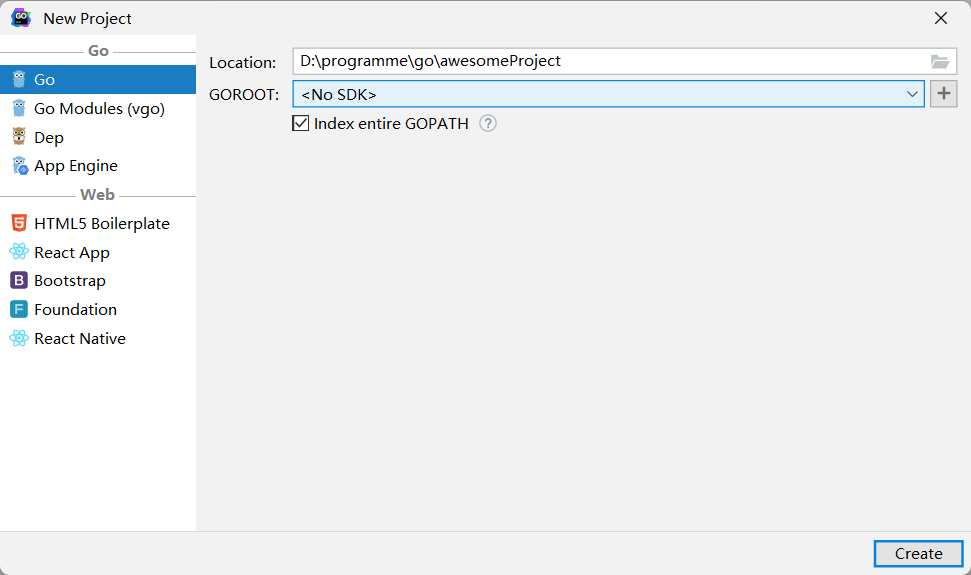 New Project
Go
Go
Go Modules (vgo)
Dep
App Engine
Web
HTML5 Boilerplate
React App
Bootstrap
Foundation
React Native
Location: D:\programme\go\awesomeProject
GOROOT: <No SDK>
Index entire GOPATH ?
Create